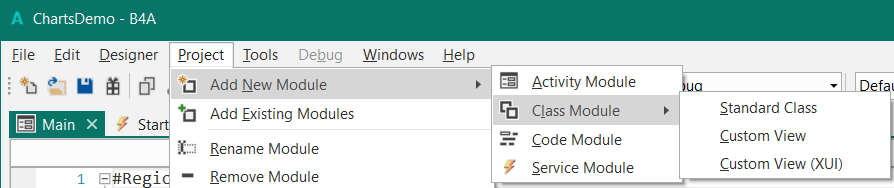 ChartsDemo - B4A
File Edit Designer Project Tools Debug Windows Help
Add New Module
Add Existing Modules
Rename Module
Remove Module
Activity Module
Class Module
Code Module
Service Module
Standard Class
Custom View
Custom View (XUI)
Main
Start
1 #Regio